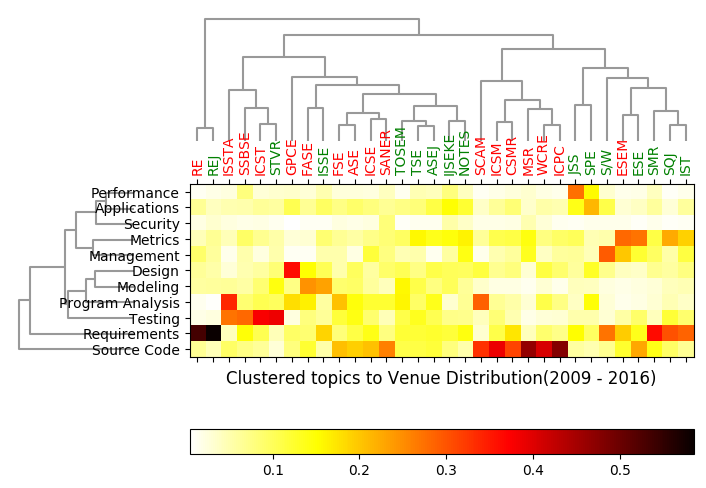 RE REJ ISSTA SSBSE ICST STVR GPCE FASE ISSE FSE ASE ICSE SANER TOSEM TSE ASEJ IJSEKE NOTES SCAM ICSM CSMR MSR WCRE ICPC JSS SPE S/W ESEM ESE SMR SQJ IST
Performance
Applications
Security
Metrics
Management
Design
Modeling
Program Analysis
Testing
Requirements
Source Code
Clustered topics to Venue Distribution(2009 - 2016)
0.1 0.2 0.3 0.4 0.5